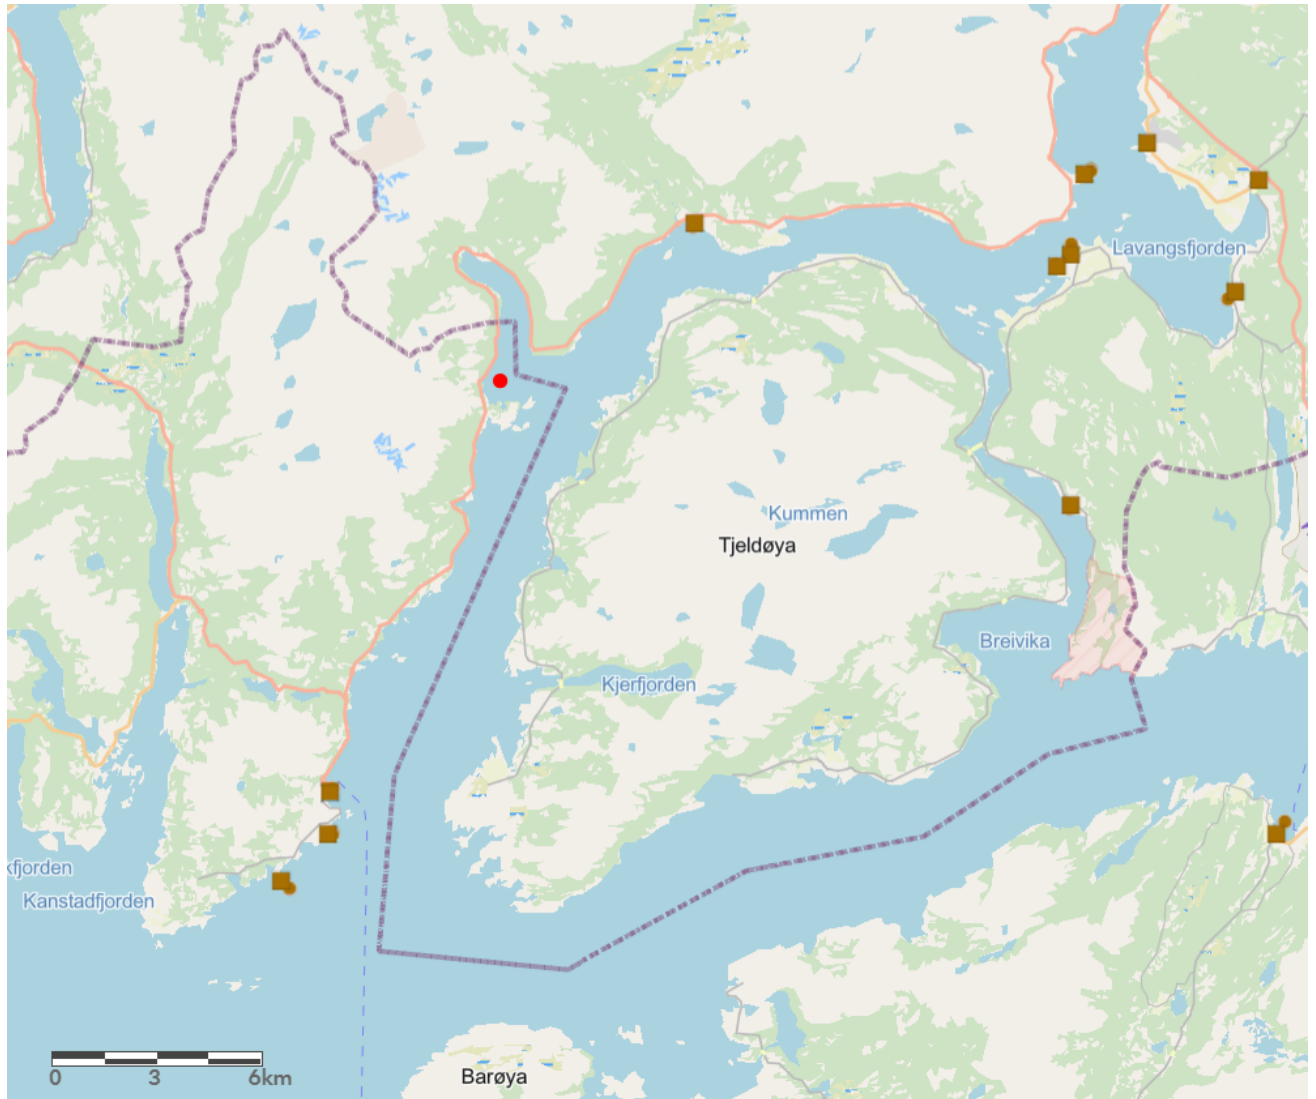 Lavangsfjorden
Kummen
Tjeldøya
Breivika
Kjerfjorden
kfjorden
Kanstadfjorden
Barøya
0 3 6km